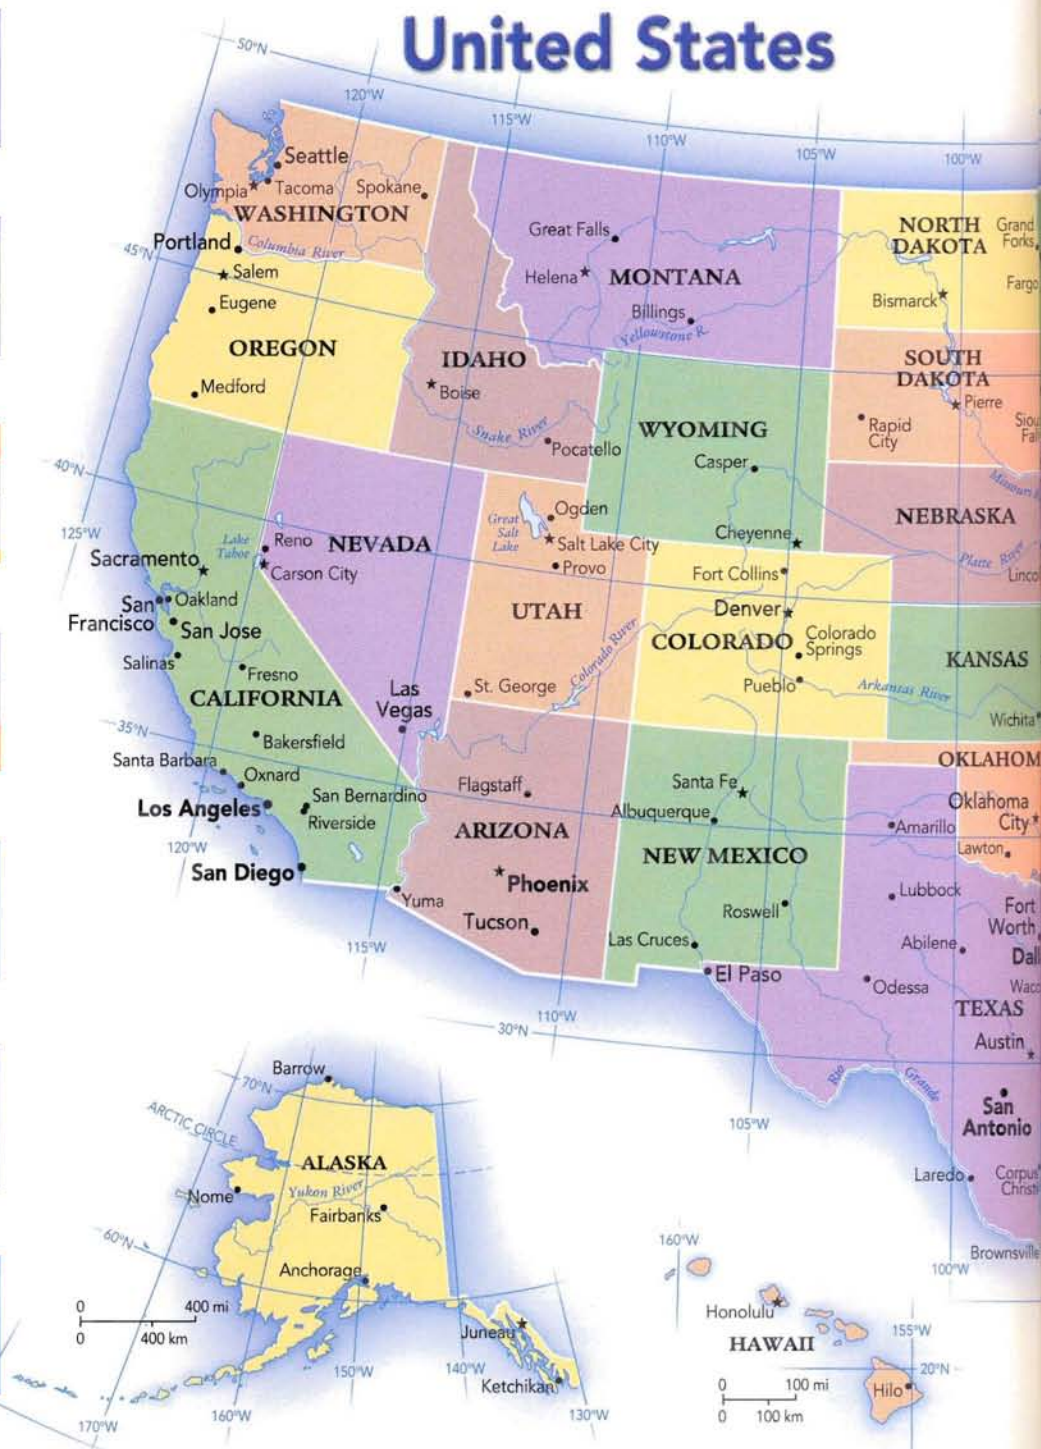 United States
50°N
120°W
115°W
110°W
105°W
100°W
Seattle
Olympia
Tacoma
Spokane
WASHINGTON
Portland
Columbia River
45°N
Salem
Eugene
OREGON
Medford
Great Falls
Helena
MONTANA
Billings
Yellowstone R.
IDAHO
Boise
Snake River
Pocatello
NORTH
DAKOTA
Grand
Forks
Fargo
Bismarck
SOUTH
DAKOTA
Pierre
Rapid
City
Siou
Fal
WYOMING
Casper
Cheyenne
Missouri
NEBRASKA
Platte River
Linco
40°N
125°W
Lake
Tahoe
Reno
NEVADA
Carson City
Sacramento
San
Francisco
Oakland
San Jose
Salinas
Fresno
CALIFORNIA
Las
Vegas
Great
Salt
Lake
Ogden
Salt Lake City
Provo
UTAH
Colorado River
St. George
Fort Collins
Denver
COLORADO
Colorado
Springs
Pueblo
Arkansas River
KANSAS
Wichita
35°N
Bakersfield
Santa Barbara
Oxnard
San Bernardino
Los Angeles
Riverside
120°W
San Diego
Yuma
115°W
Flagstaff
ARIZONA
Phoenix
Tucson
Santa Fe
Albuquerque
NEW MEXICO
Roswell
Las Cruces
El Paso
OKLAHOM
Oklahoma
City
Amarillo
Lawton
Lubbock
Fort
Worth
Abilene
Dall
Odessa
Waco
TEXAS
Austin
110°W
30°N
Rio
Grande
105°W
San
Antonio
Laredo
Corpus
Christi
Brownsville
100°W
Barrow
70°N
ARCTIC CIRCLE
ALASKA
Nome
Yukon River
Fairbanks
60°N
Anchorage
0
400 mi
0
400 km
Juneau
Ketchikan
170°W
160°W
150°W
140°W
130°W
160°W
Honolulu
HAWAII
155°W
20°N
Hilo
0
100 mi
0
100 km